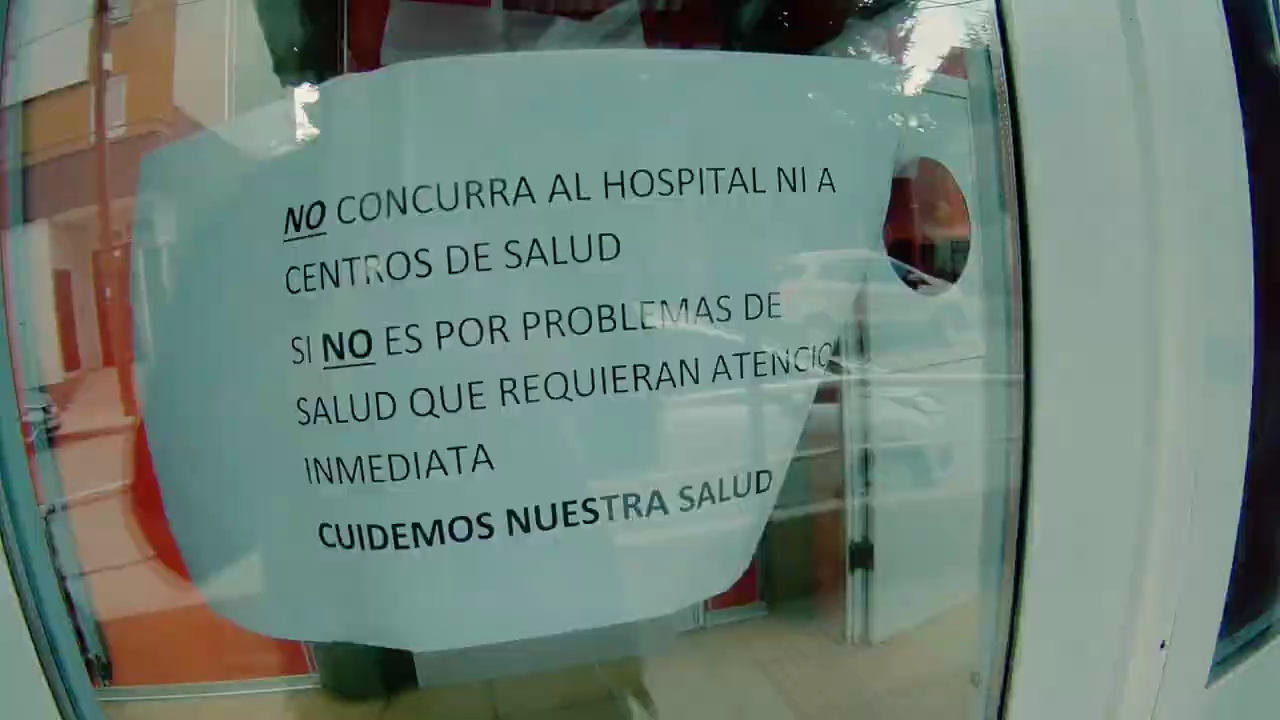 NO CONCURRA AL HOSPITAL NI A
CENTROS DE SALUD
SI NO ES POR PROBLEMAS DE
SALUD QUE REQUIERAN ATENCIO
INMEDIATA
CUIDEMOS NUESTRA SALUD